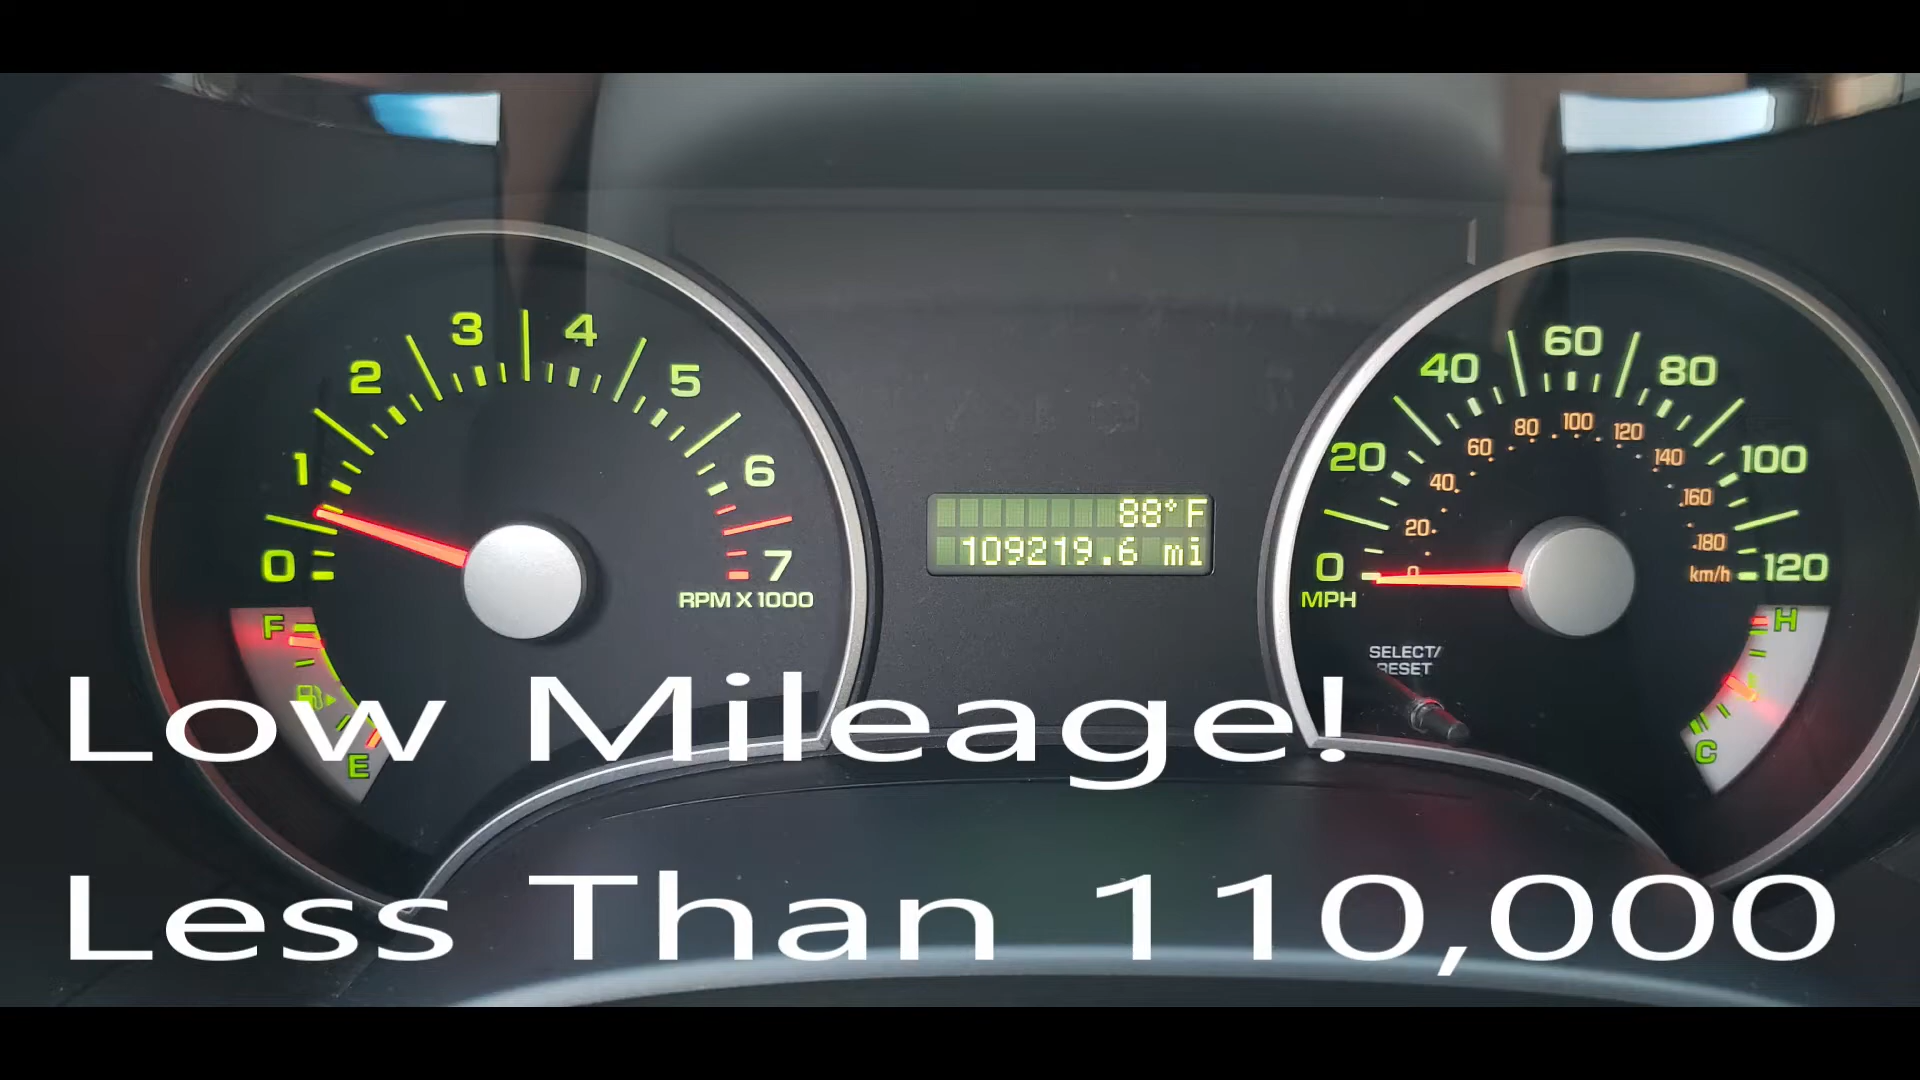 3 4
2 5
1 6
0 7
RPM X 1000
F
E
88°F
109219.6 mi
60
40 80
20 100
0 120
MPH
80 100 120
60 140
40 160
20 180
0 km/h
SELECT/
RESET
H
C
Low Mileage!
Less Than 110,000